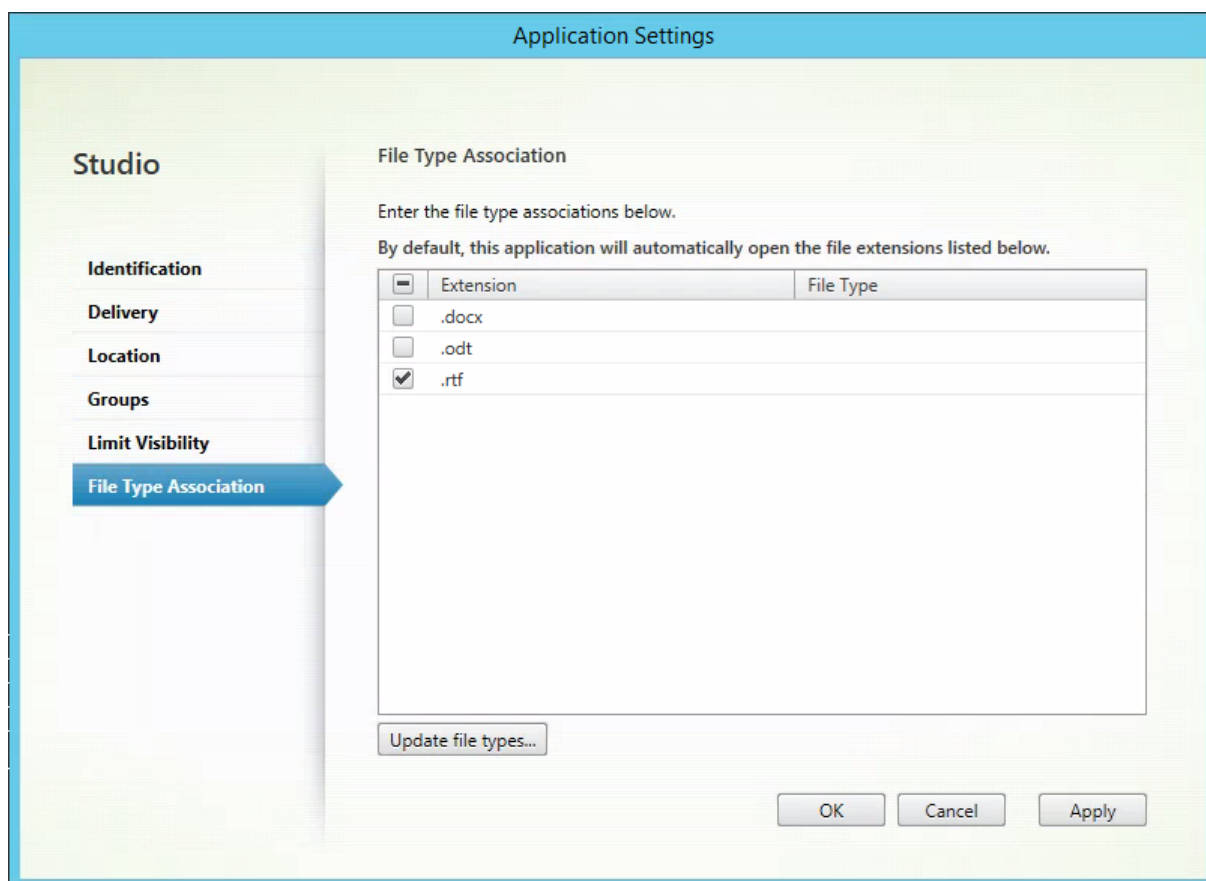 Application Settings
Studio
Identification
Delivery
Location
Groups
Limit Visibility
File Type Association
File Type Association
Enter the file type associations below.
By default, this application will automatically open the file extensions listed below.
Extension File Type
.docx
.odt
.rtf
Update file types...
OK Cancel Apply